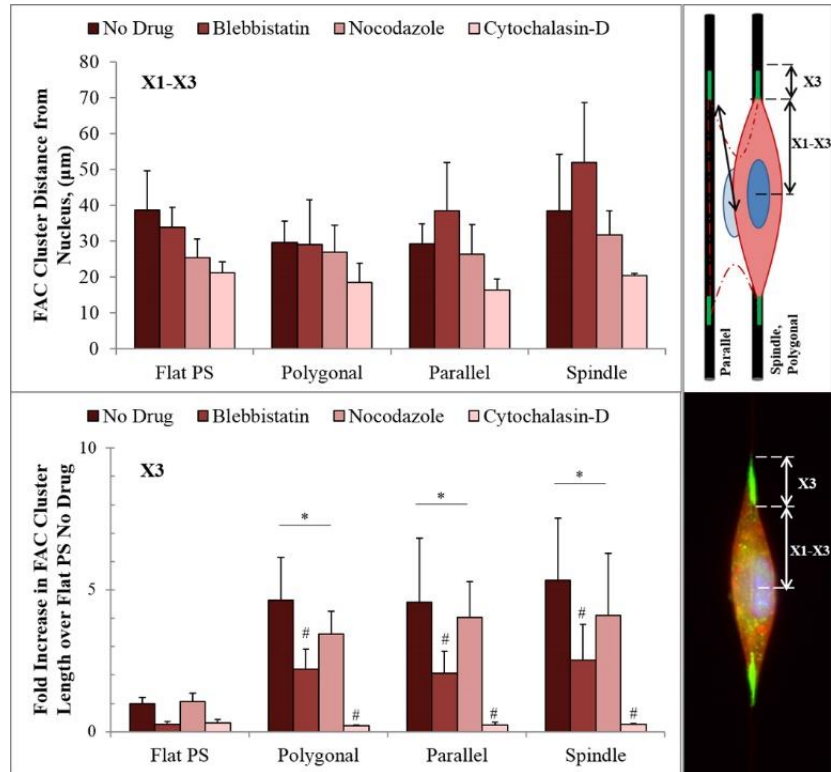 No Drug Blebbistatin Nocodazole Cytochalasin-D
X1-X3
FAC Cluster Distance from
Nucleus, (µm)
80
70
60
50
40
30
20
10
0
Flat PS Polygonal Parallel Spindle
X3
X1-X3
Parallel
Spindle,
Polygonal
No Drug Blebbistatin Nocodazole Cytochalasin-D
X3
Fold Increase in FAC Cluster
Length over Flat PS No Drug
10
5
0
* * *
# # #
# # #
Flat PS Polygonal Parallel Spindle
X3
X1-X3